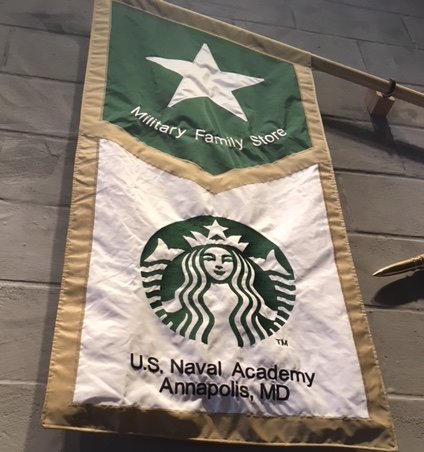 Military Family Store
TM
U.S. Naval Academy
Annapolis, MD